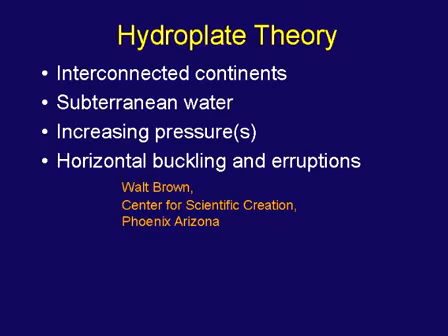 Hydroplate Theory
• Interconnected continents
• Subterranean water
• Increasing pressure(s)
• Horizontal buckling and erruptions
Walt Brown,
Center for Scientific Creation,
Phoenix Arizona